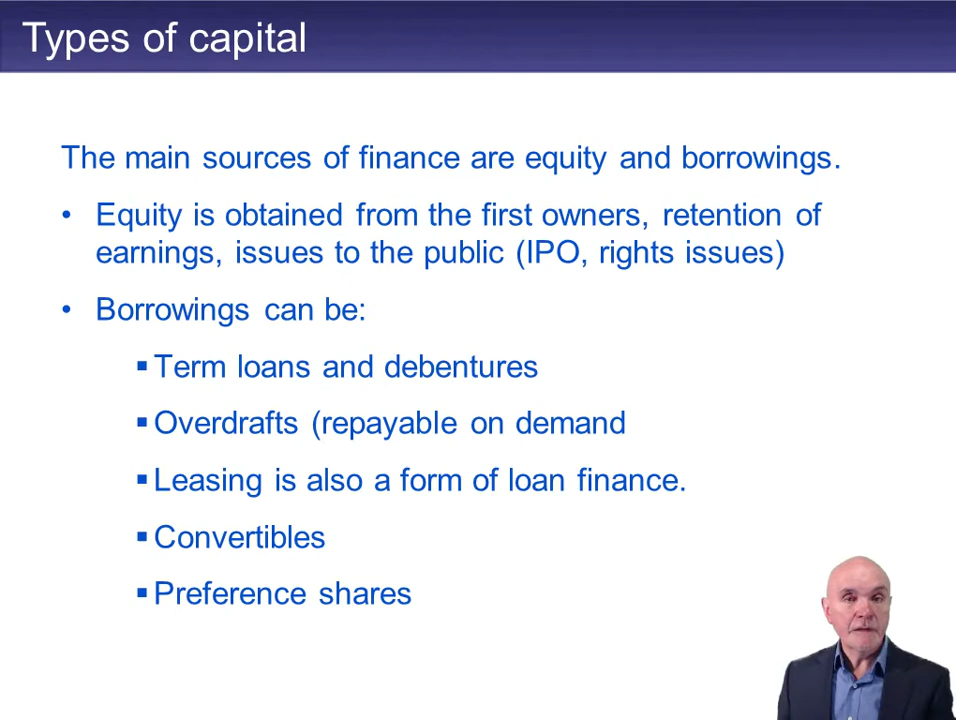 Types of capital
The main sources of finance are equity and borrowings.
• Equity is obtained from the first owners, retention of
earnings, issues to the public (IPO, rights issues)
• Borrowings can be:
▪ Term loans and debentures
▪ Overdrafts (repayable on demand
▪ Leasing is also a form of loan finance.
▪ Convertibles
▪ Preference shares